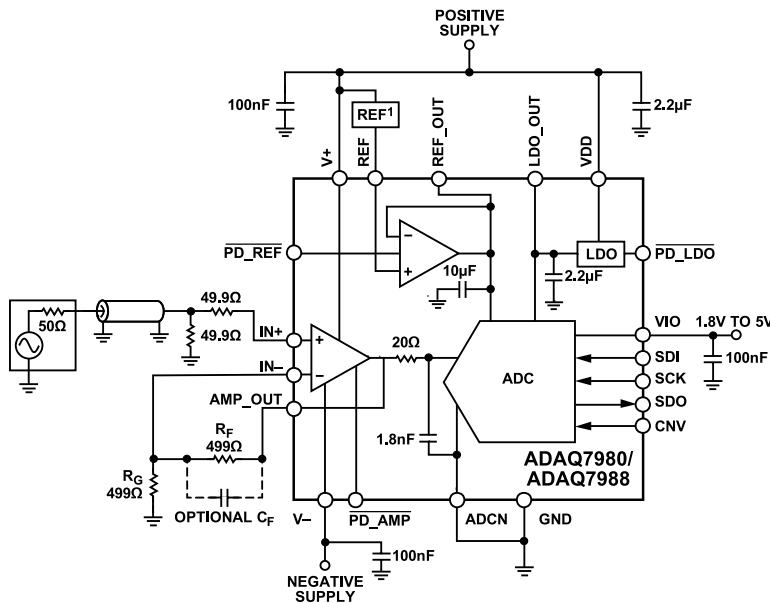 POSITIVE
SUPPLY
100nF
REF1
2.2µF
V+
REF
REF_OUT
LDO_OUT
VDD
PD_REF
LDO
PD_LDO
10µF
2.2µF
50Ω
49.9Ω
49.9Ω
IN+
IN–
AMP_OUT
20Ω
ADC
1.8nF
VIO
1.8V TO 5V
100nF
SDI
SCK
SDO
CNV
RF
499Ω
RG
499Ω
OPTIONAL CF
ADAQ7980/
ADAQ7988
V–
PD_AMP
ADCN
GND
100nF
NEGATIVE
SUPPLY
+
–
–
+